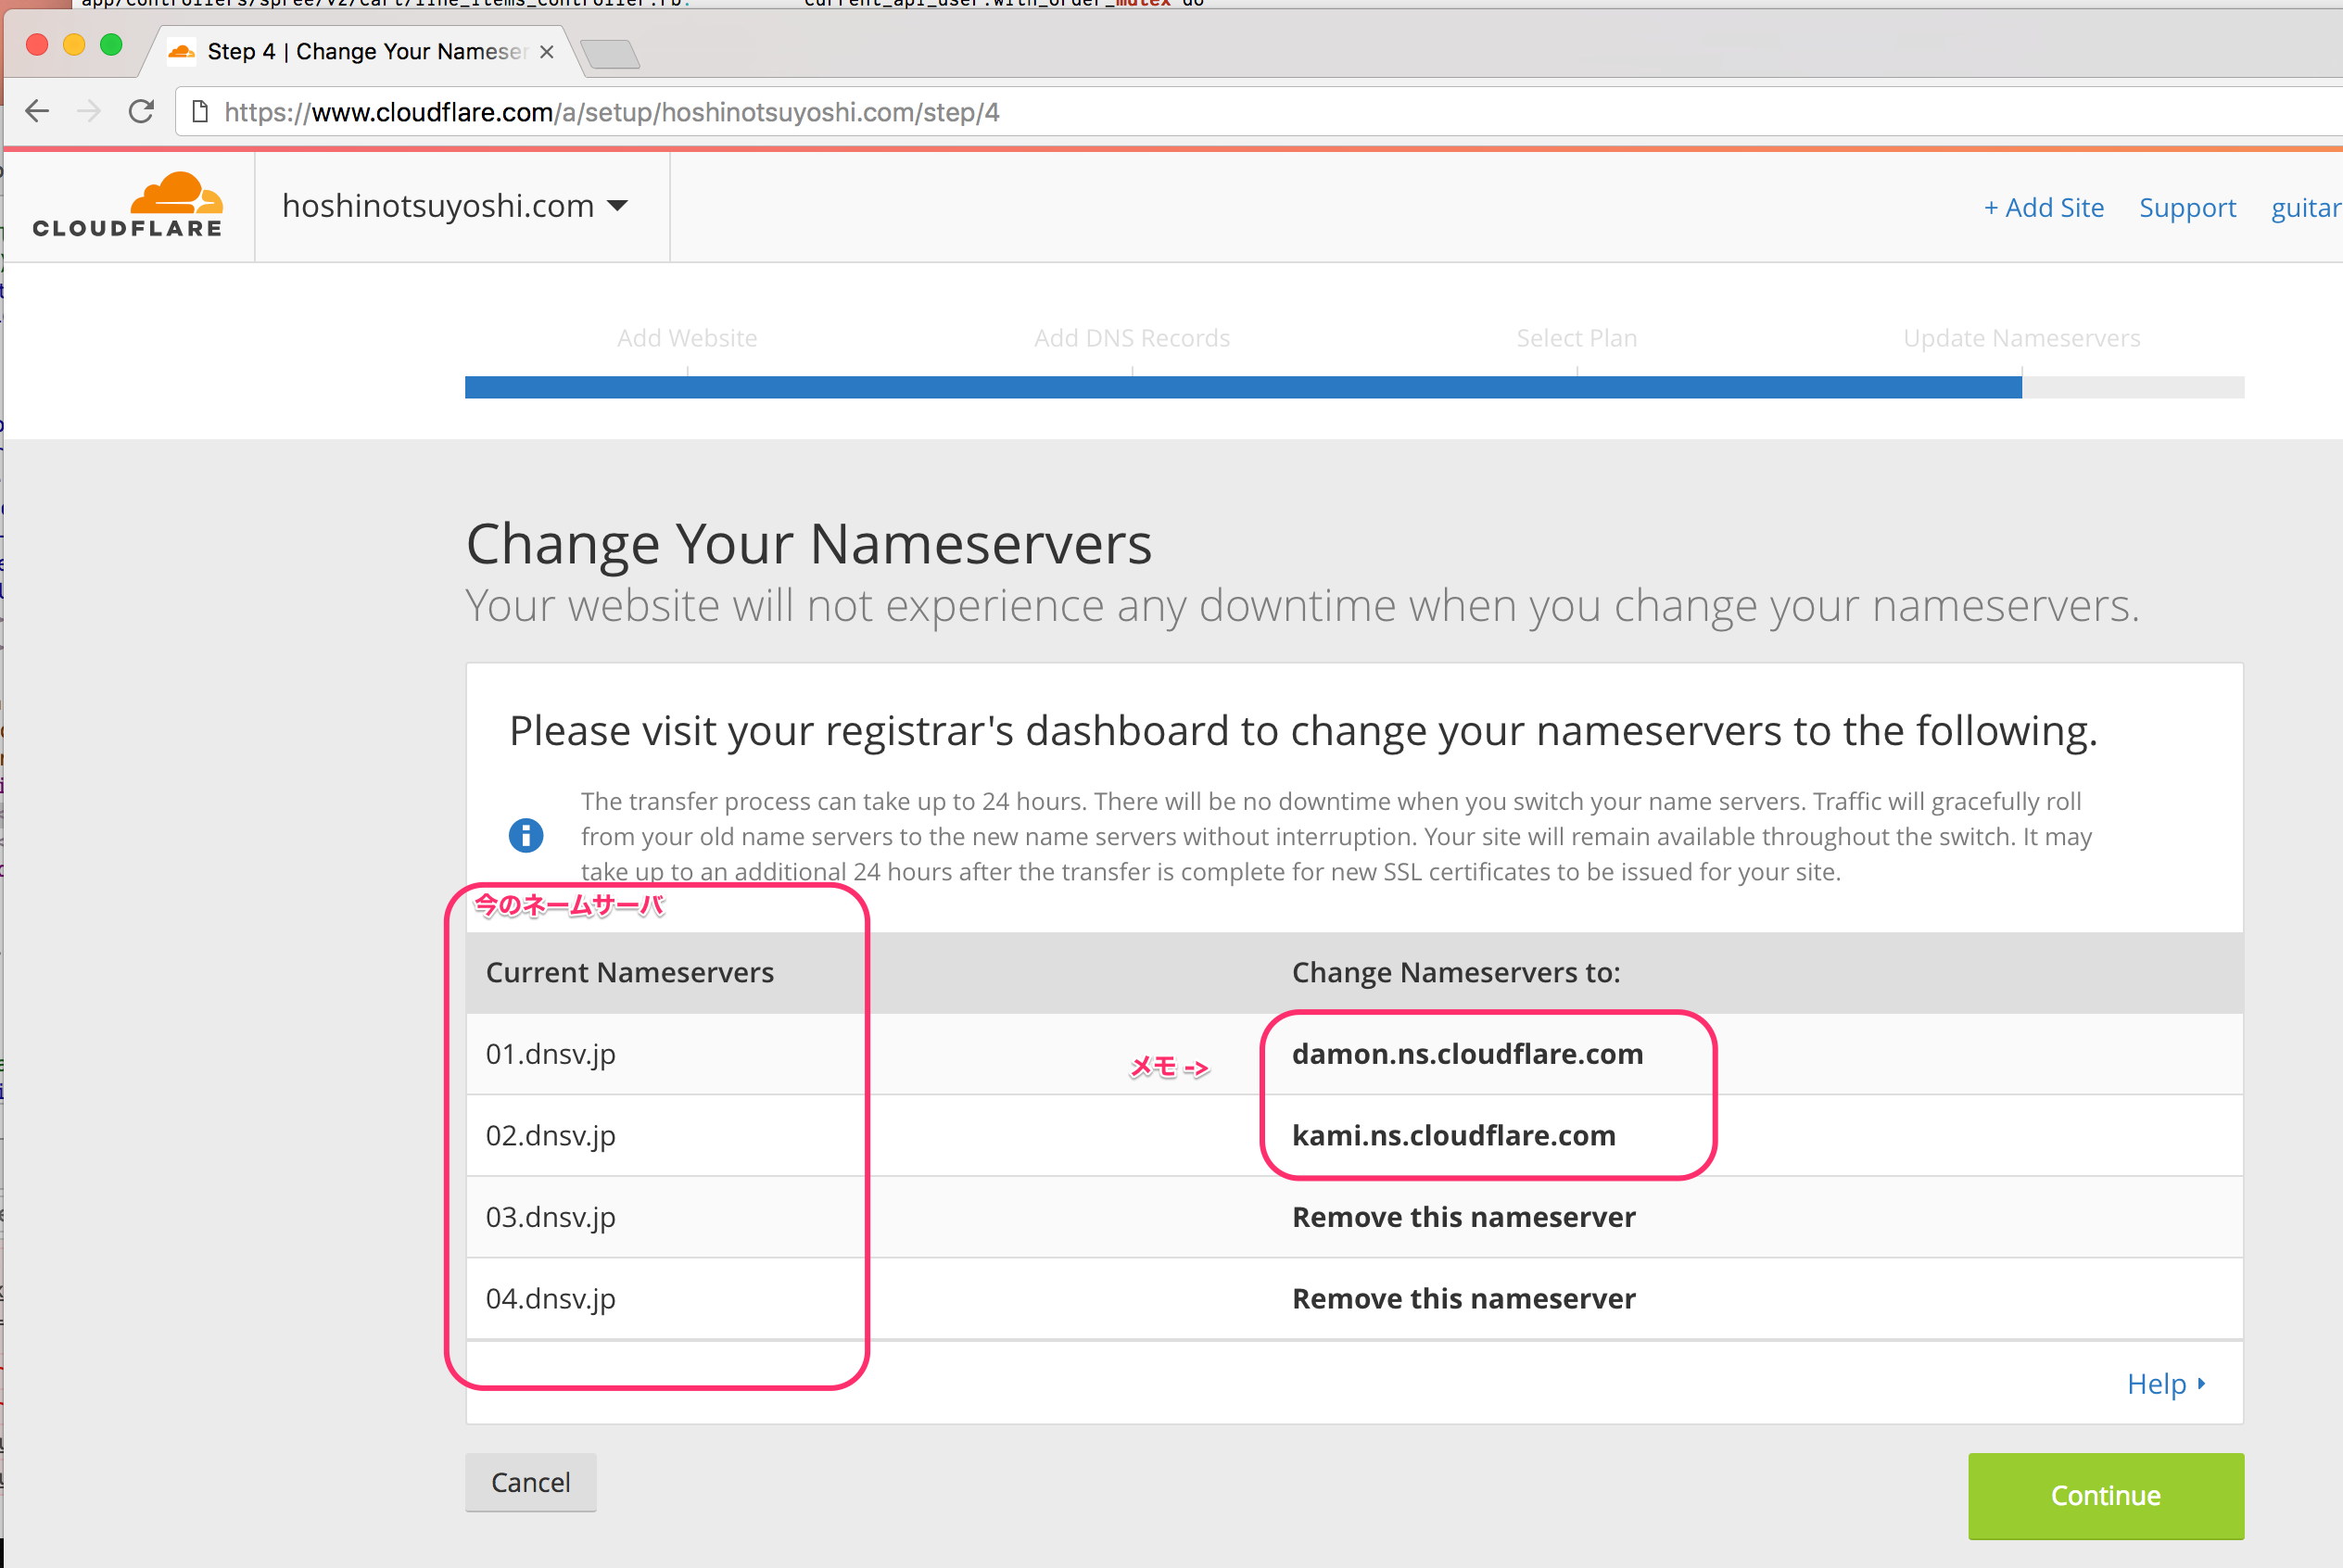 app/controllers/spree/v2/cart/line_items_controller.rb: current_api_user.with_order_mutex do
Step 4 | Change Your Nameser
https://www.cloudflare.com/a/setup/hoshinotsuyoshi.com/step/4
CLOUDFLARE
hoshinotsuyoshi.com
+ Add Site Support guitar
Add Website Add DNS Records Select Plan Update Nameservers
Change Your Nameservers
Your website will not experience any downtime when you change your nameservers.
Please visit your registrar's dashboard to change your nameservers to the following.
The transfer process can take up to 24 hours. There will be no downtime when you switch your name servers. Traffic will gracefully roll
from your old name servers to the new name servers without interruption. Your site will remain available throughout the switch. It may
take up to an additional 24 hours after the transfer is complete for new SSL certificates to be issued for your site.
今のネームサーバ
Current Nameservers Change Nameservers to:
01.dnsv.jp メモ -> damon.ns.cloudflare.com
02.dnsv.jp kami.ns.cloudflare.com
03.dnsv.jp Remove this nameserver
04.dnsv.jp Remove this nameserver
Help
Cancel Continue